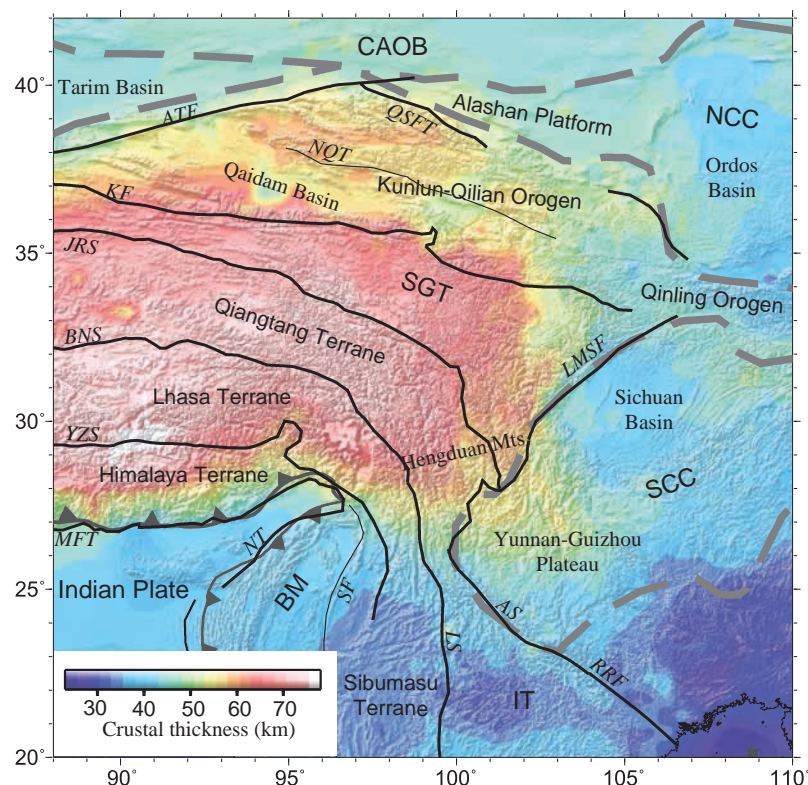 CAOB
40°
Tarim Basin
Alashan Platform
ATF
QSFT
NCC
NQT
Ordos
Basin
Qaidam Basin
Kunlun-Qilian Orogen
KF
35°
JRS
SGT
Qinling Orogen
Qiangtang Terrane
BNS
LMSF
Lhasa Terrane
Sichuan
Basin
30°
YZS
Hengduan Mts.
Himalaya Terrane
SCC
MFT
NT
Yunnan-Guizhou
Plateau
25°
Indian Plate
BM
SF
AS
LS
RRF
Sibumasu
Terrane
IT
30 40 50 60 70
Crustal thickness (km)
20°
90° 95° 100° 105° 110°